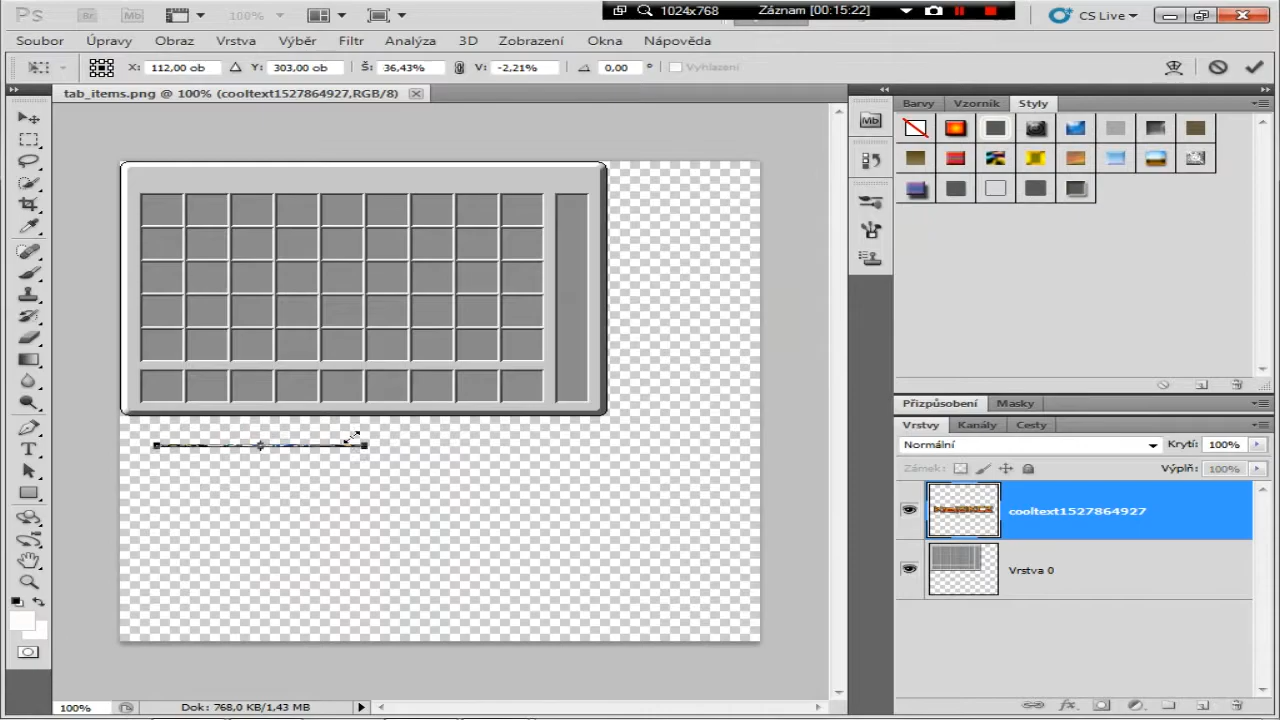 Ps Br Mb 100% 1024x768 Záznam [00:15:22] CS Live
Soubor Úpravy Obraz Vrstva Výběr Filtr Analýza 3D Zobrazení Okna Nápověda
X: 112,00 ob Y: 303,00 ob Š: 36,43% V: -2,21% 0,00 ° Vyhlazení
tab_items.png @ 100% (cooltext1527864927,RGB/8)
Barvy Vzorník Styly
Mb
Přizpůsobení Masky
Vrstvy Kanály Cesty
Normální Krytí: 100%
Zámek: Výplň: 100%
cooltext1527864927
Vrstva 0
100% Dok: 768,0 KB/1,43 MB